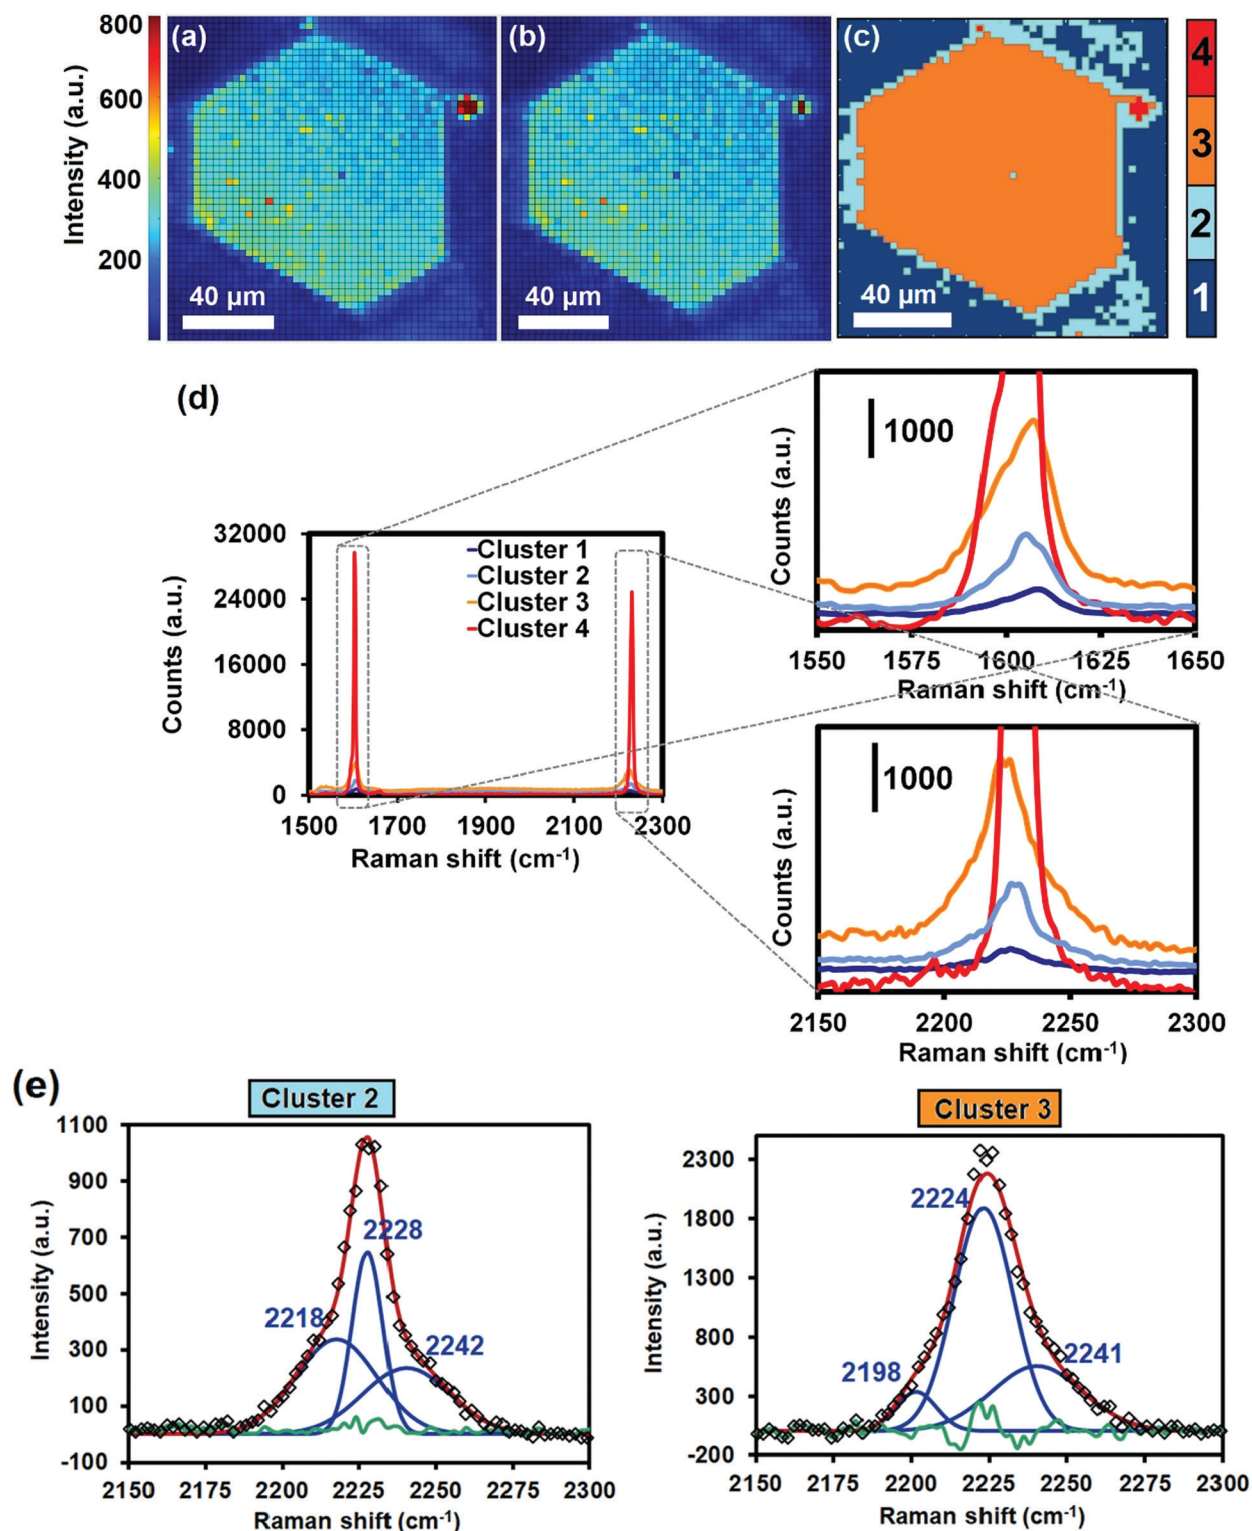 (a)
(b)
(c)
Intensity (a.u.)
800
600
400
200
40 µm
40 µm
40 µm
4
3
2
1
(d)
Counts (a.u.)
32000
24000
16000
8000
0
1500 1700 1900 2100 2300
Raman shift (cm-1)
Cluster 1
Cluster 2
Cluster 3
Cluster 4
1000
Counts (a.u.)
1550 1575 1600 1625 1650
Raman shift (cm-1)
1000
Counts (a.u.)
2150 2200 2250 2300
Raman shift (cm-1)
(e)
Cluster 2
Intensity (a.u.)
1100
900
700
500
300
100
-100
2228
2218
2242
2150 2175 2200 2225 2250 2275 2300
Raman shift (cm-1)
Cluster 3
Intensity (a.u.)
2300
1800
1300
800
300
-200
2224
2198
2241
2150 2175 2200 2225 2250 2275 2300
Raman shift (cm-1)